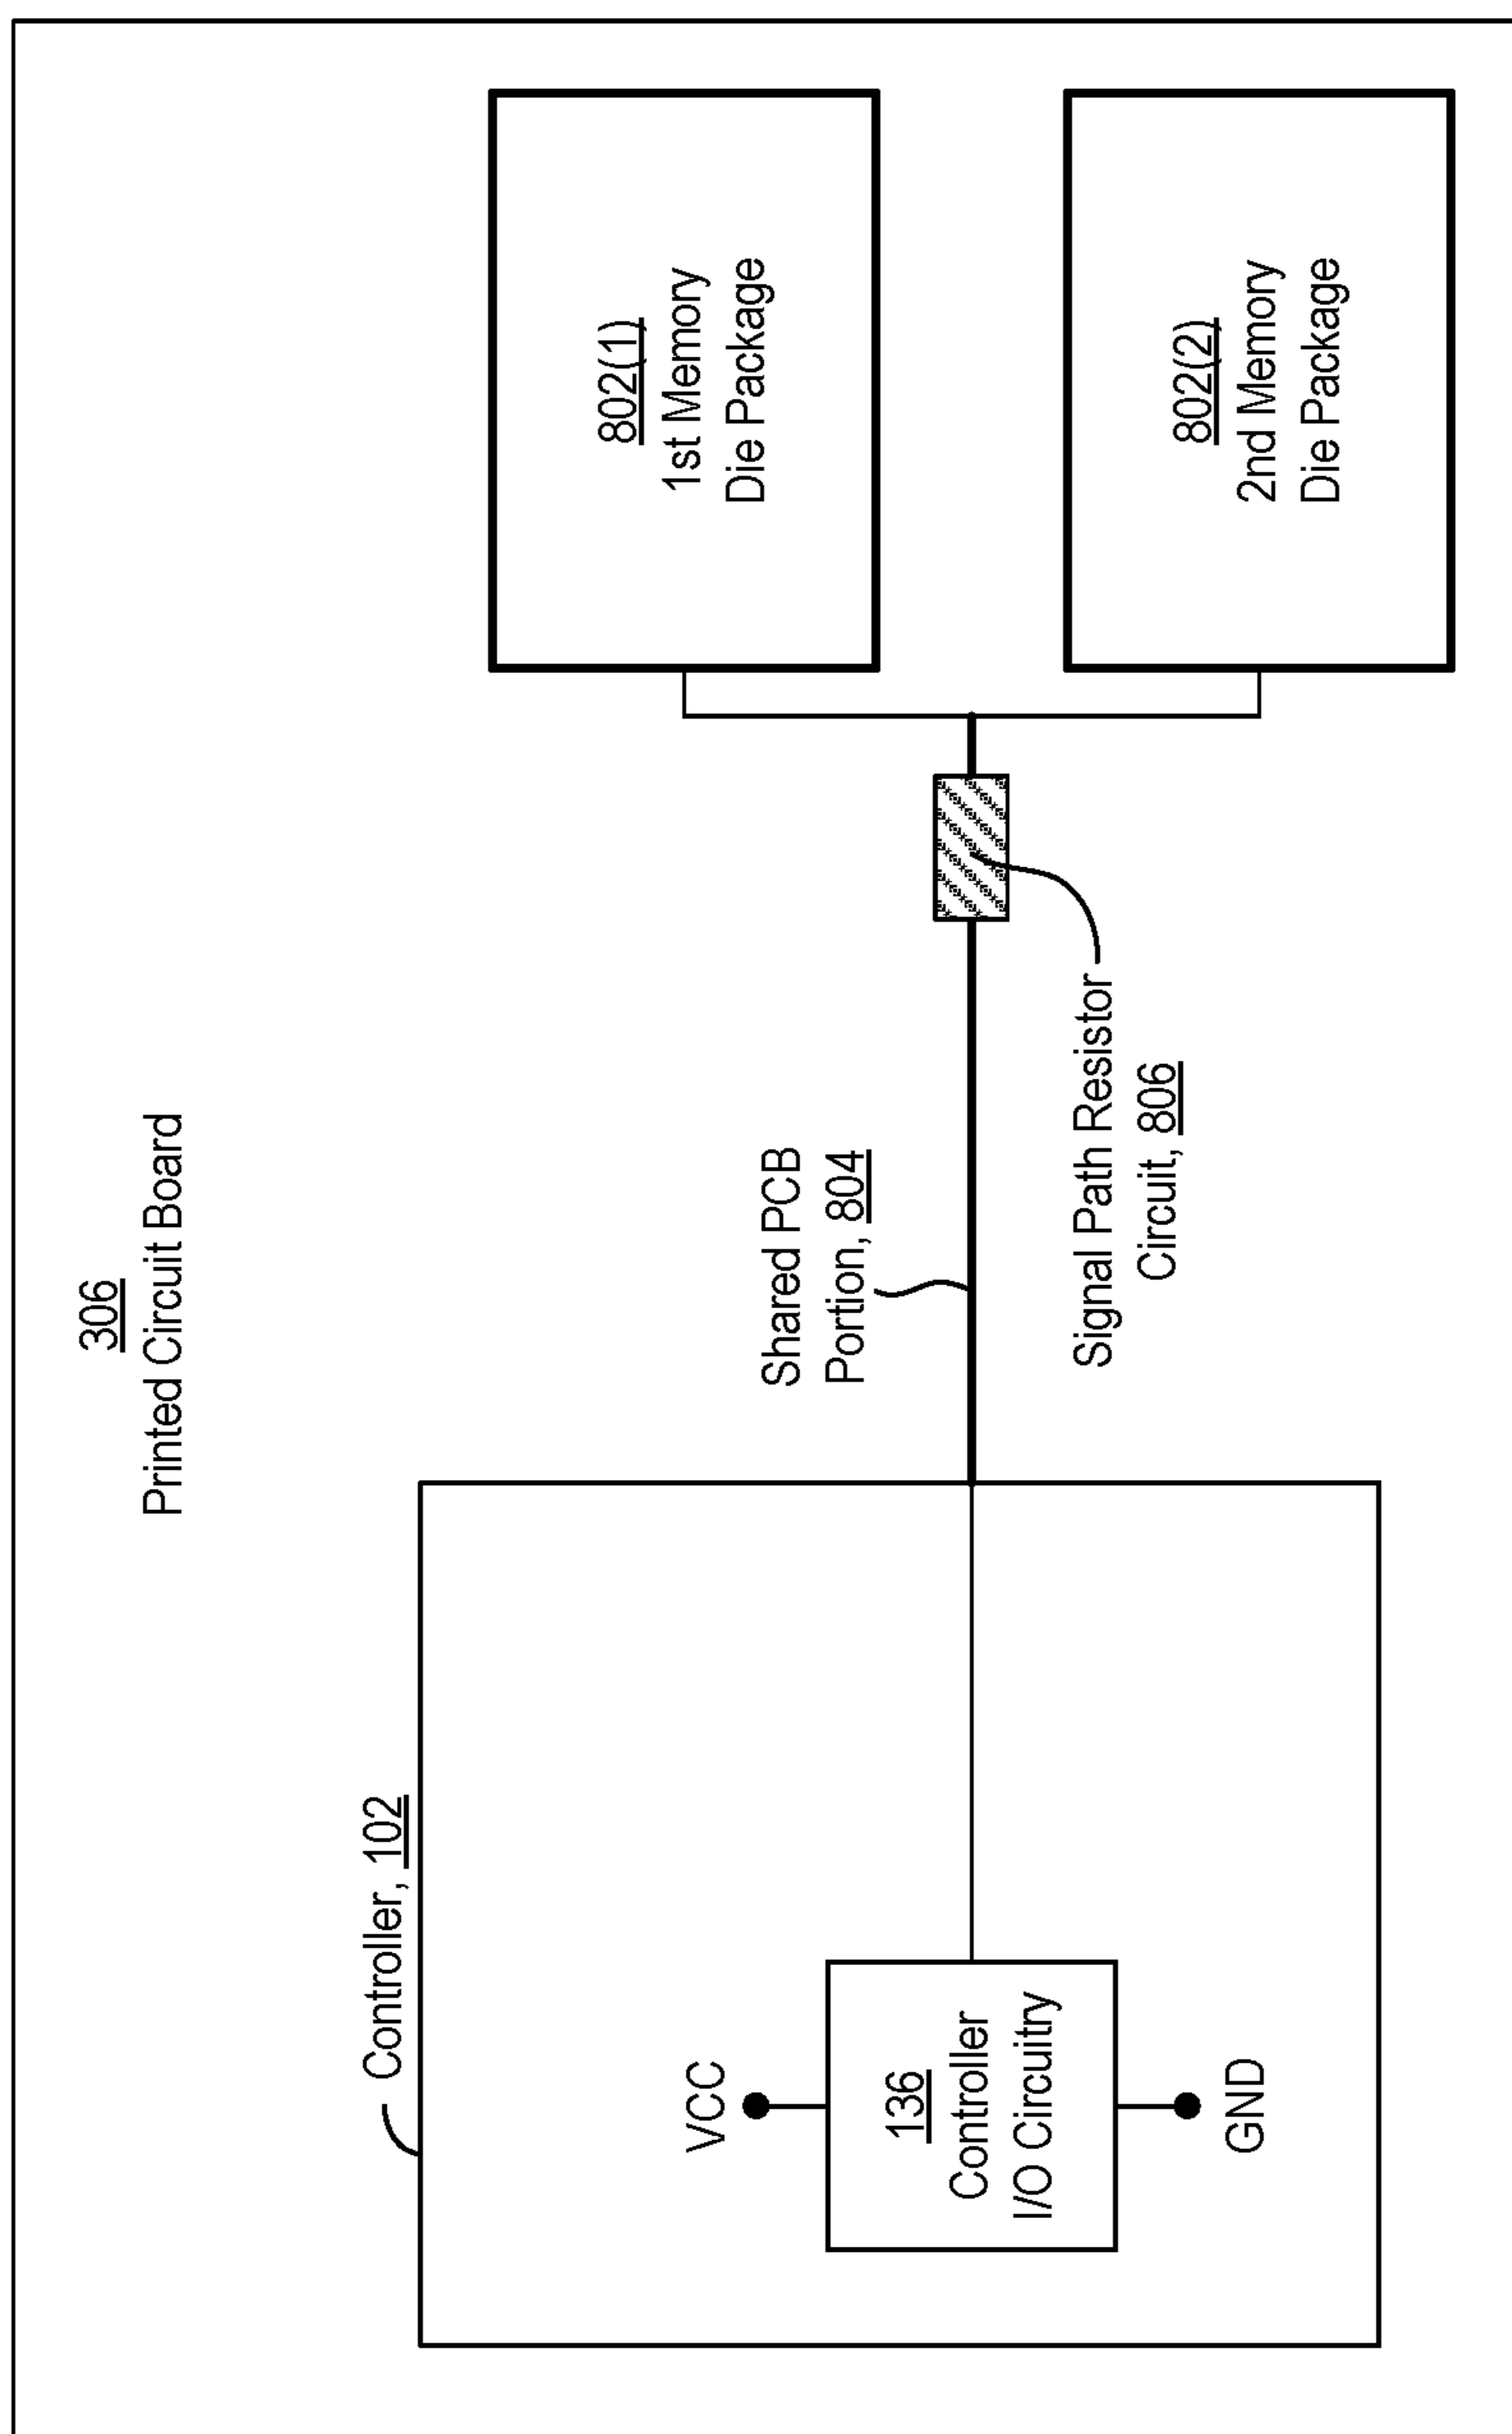 306
Printed Circuit Board
Controller, 102
VCC
136
Controller
I/O Circuitry
GND
Shared PCB
Portion, 804
Signal Path Resistor
Circuit, 806
802(1)
1st Memory
Die Package
802(2)
2nd Memory
Die Package